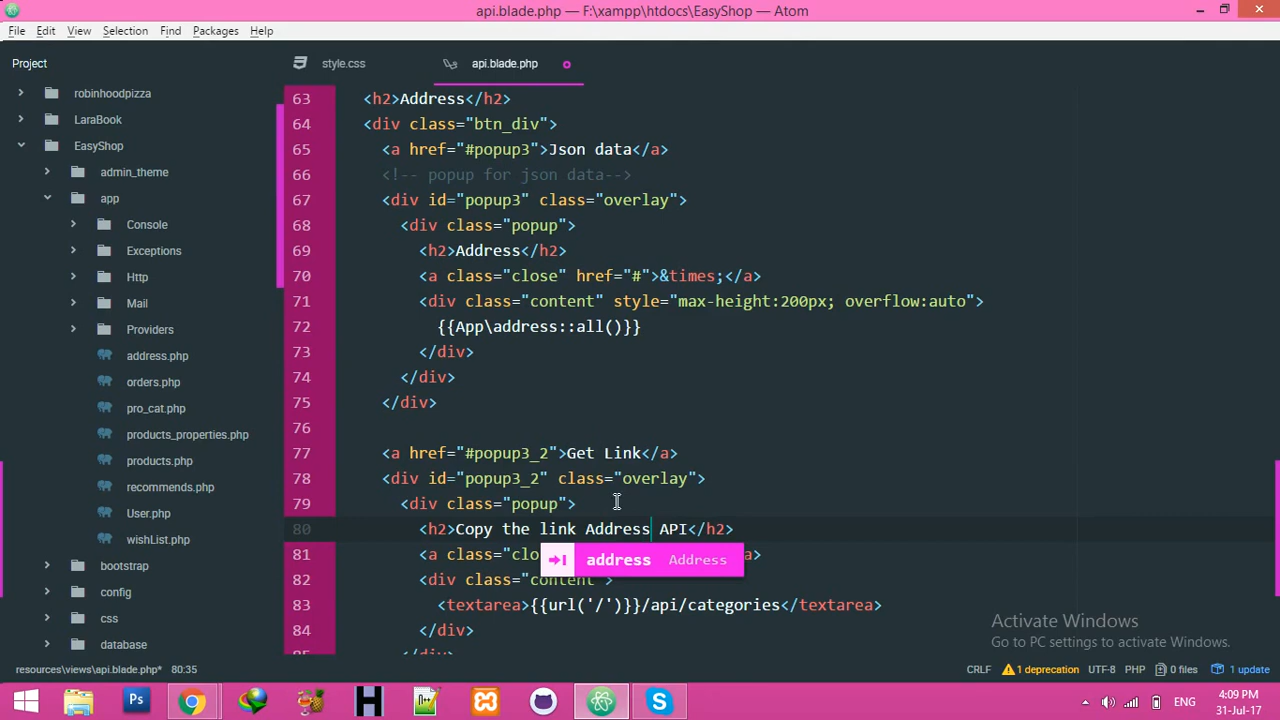 api.blade.php — F:\xampp\htdocs\EasyShop — Atom
File Edit View Selection Find Packages Help
Project
style.css
api.blade.php
robinhoodpizza
LaraBook
EasyShop
admin_theme
app
Console
Exceptions
Http
Mail
Providers
address.php
orders.php
pro_cat.php
products_properties.php
products.php
recommends.php
User.php
wishList.php
bootstrap
config
css
database
63 <h2>Address</h2>
64 <div class="btn_div">
65 <a href="#popup3">Json data</a>
66 <!-- popup for json data-->
67 <div id="popup3" class="overlay">
68 <div class="popup">
69 <h2>Address</h2>
70 <a class="close" href="#">&times;</a>
71 <div class="content" style="max-height:200px; overflow:auto">
72 {{App\address::all()}}
73 </div>
74 </div>
75 </div>
76
77 <a href="#popup3_2">Get Link</a>
78 <div id="popup3_2" class="overlay">
79 <div class="popup">
80 <h2>Copy the link Address API</h2>
81 <a class="clo a>
address Address
82 <div class="content">
83 <textarea>{{url('/')}}/api/categories</textarea>
84 </div>
85 </div>
Activate Windows
Go to PC settings to activate Windows.
resources\views\api.blade.php* 80:35
CRLF 1 deprecation UTF-8 PHP 0 files 1 update
Ps
ENG
4:09 PM
31-Jul-17